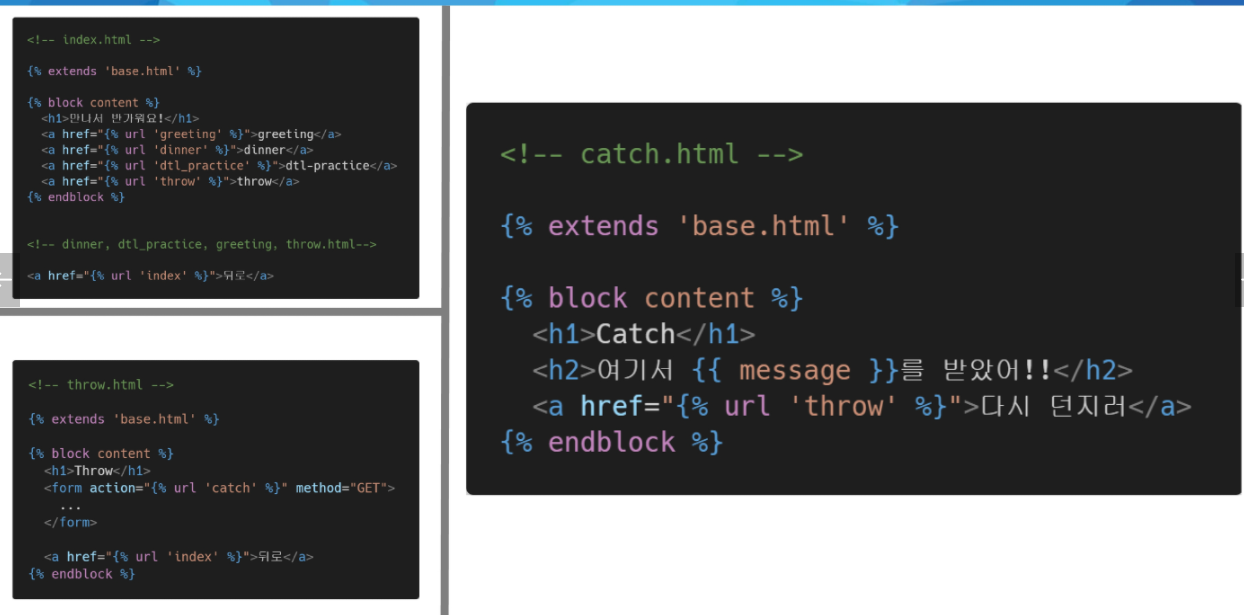 <!-- index.html -->
{% extends 'base.html' %}
{% block content %}
<h1>만나서 반가워요!</h1>
<a href="{% url 'greeting' %}">greeting</a>
<a href="{% url 'dinner' %}">dinner</a>
<a href="{% url 'dtl_practice' %}">dtl-practice</a>
<a href="{% url 'throw' %}">throw</a>
{% endblock %}
<!-- dinner, dtl_practice, greeting, throw.html-->
<a href="{% url 'index' %}">뒤로</a>
<!-- throw.html -->
{% extends 'base.html' %}
{% block content %}
<h1>Throw</h1>
<form action="{% url 'catch' %}" method="GET">
...
</form>
<a href="{% url 'index' %}">뒤로</a>
{% endblock %}
<!-- catch.html -->
{% extends 'base.html' %}
{% block content %}
<h1>Catch</h1>
<h2>여기서 {{ message }}를 받았어!!</h2>
<a href="{% url 'throw' %}">다시 던지러</a>
{% endblock %}